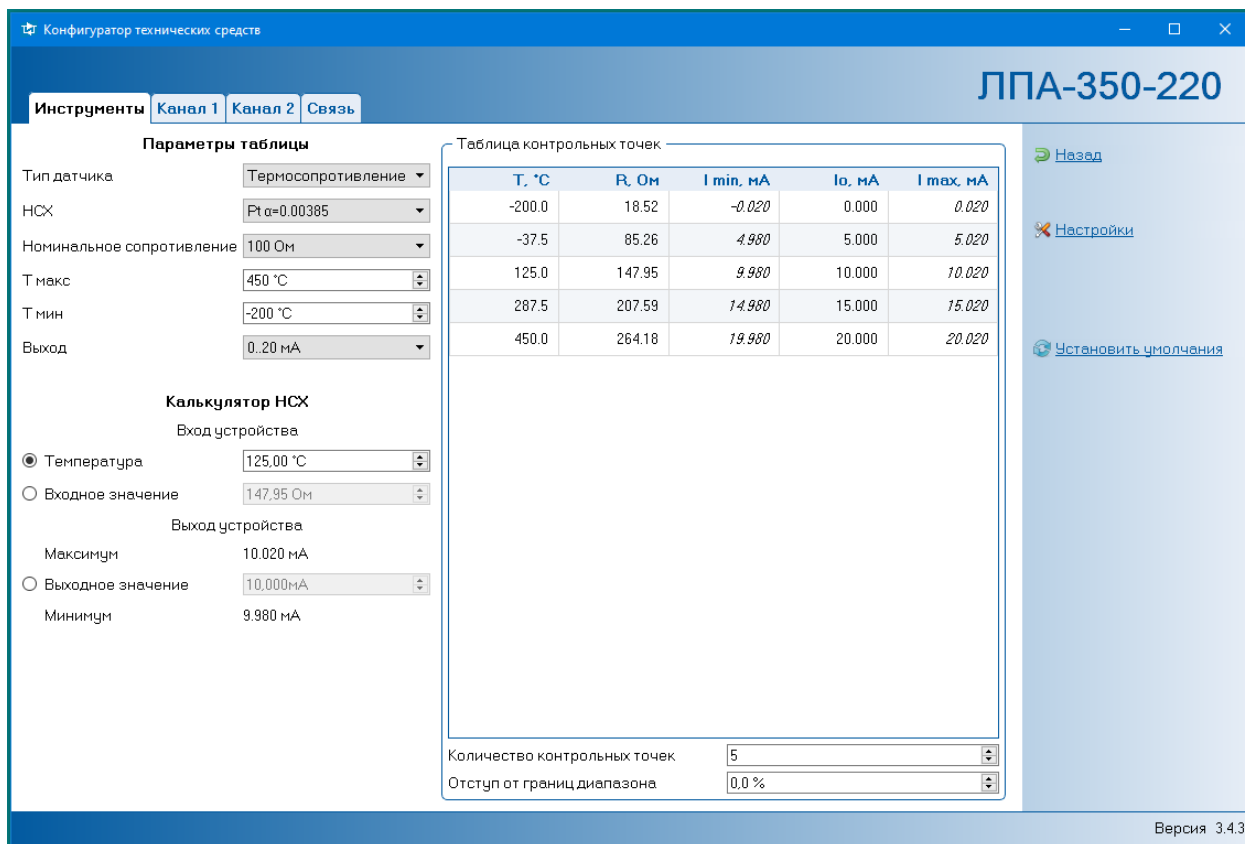 Конфигуратор технических средств
ЛПА-350-220
Инструменты Канал 1 Канал 2 Связь
Параметры таблицы
Тип датчика Термосопротивление
НСХ Pt α=0.00385
Номинальное сопротивление 100 Ом
Т макс 450 °C
Т мин -200 °C
Выход 0..20 мА
Калькулятор НСХ
Вход устройства
Температура 125,00 °C
Входное значение 147,95 Ом
Выход устройства
Максимум 10.020 мА
Выходное значение 10,000мА
Минимум 9.980 мА
Таблица контрольных точек
T, °C R, Ом I min, мА Io, мА I max, мА
-200.0 18.52 -0.020 0.000 0.020
-37.5 85.26 4.980 5.000 5.020
125.0 147.95 9.980 10.000 10.020
287.5 207.59 14.980 15.000 15.020
450.0 264.18 19.980 20.000 20.020
Количество контрольных точек 5
Отступ от границ диапазона 0,0 %
Назад
Настройки
Установить умолчания
Версия 3.4.3